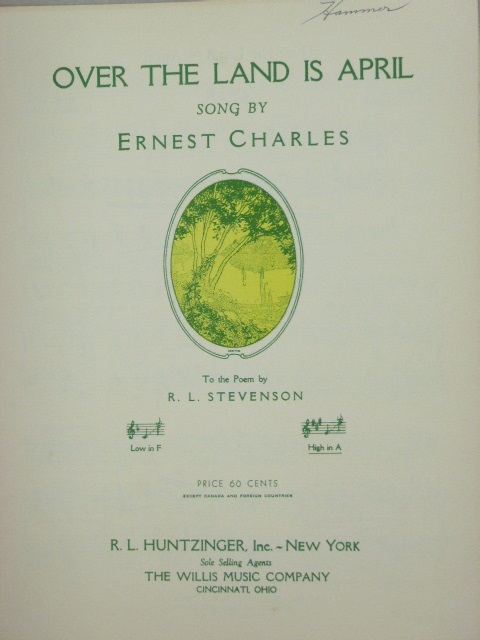 Hammer
OVER THE LAND IS APRIL
SONG BY
ERNEST CHARLES
To the Poem by
R. L. STEVENSON
Low in F
High in A
PRICE 60 CENTS
EXCEPT CANADA AND FOREIGN COUNTRIES
R. L. HUNTZINGER, Inc. ~ NEW YORK
Sole Selling Agents
THE WILLIS MUSIC COMPANY
CINCINNATI, OHIO